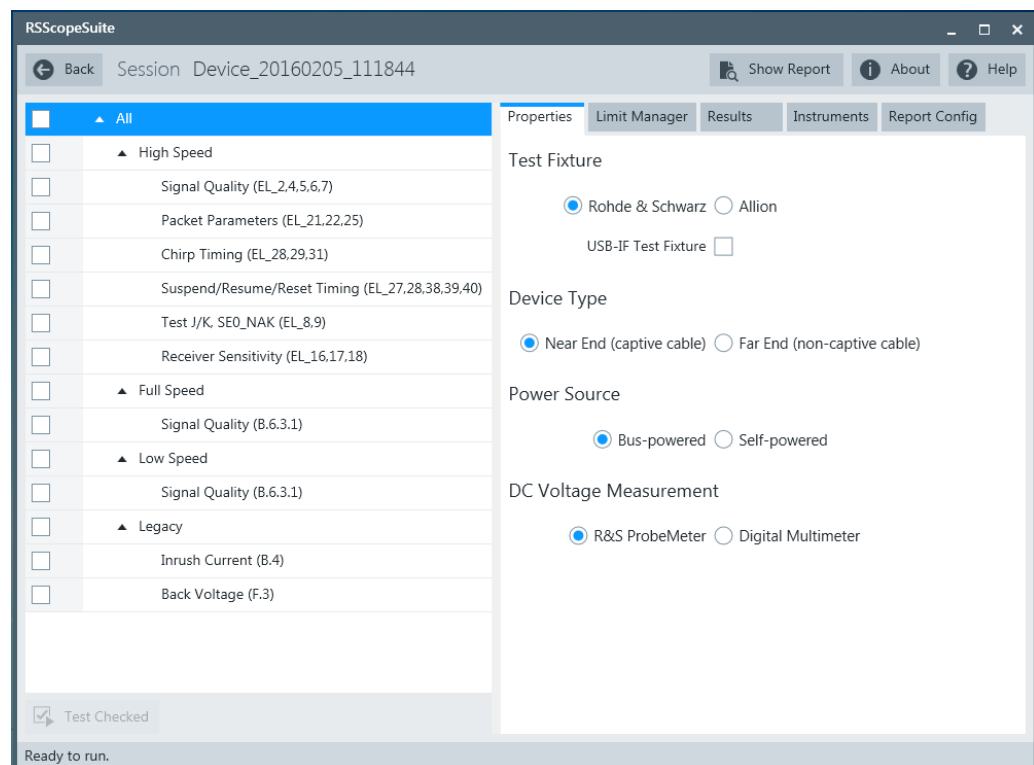 RSScopeSuite
Back Session Device_20160205_111844 Show Report About Help
All
High Speed
Signal Quality (EL_2,4,5,6,7)
Packet Parameters (EL_21,22,25)
Chirp Timing (EL_28,29,31)
Suspend/Resume/Reset Timing (EL_27,28,38,39,40)
Test J/K, SE0_NAK (EL_8,9)
Receiver Sensitivity (EL_16,17,18)
Full Speed
Signal Quality (B.6.3.1)
Low Speed
Signal Quality (B.6.3.1)
Legacy
Inrush Current (B.4)
Back Voltage (F.3)
Test Checked
Properties Limit Manager Results Instruments Report Config
Test Fixture
Rohde & Schwarz Allion
USB-IF Test Fixture
Device Type
Near End (captive cable) Far End (non-captive cable)
Power Source
Bus-powered Self-powered
DC Voltage Measurement
R&S ProbeMeter Digital Multimeter
Ready to run.